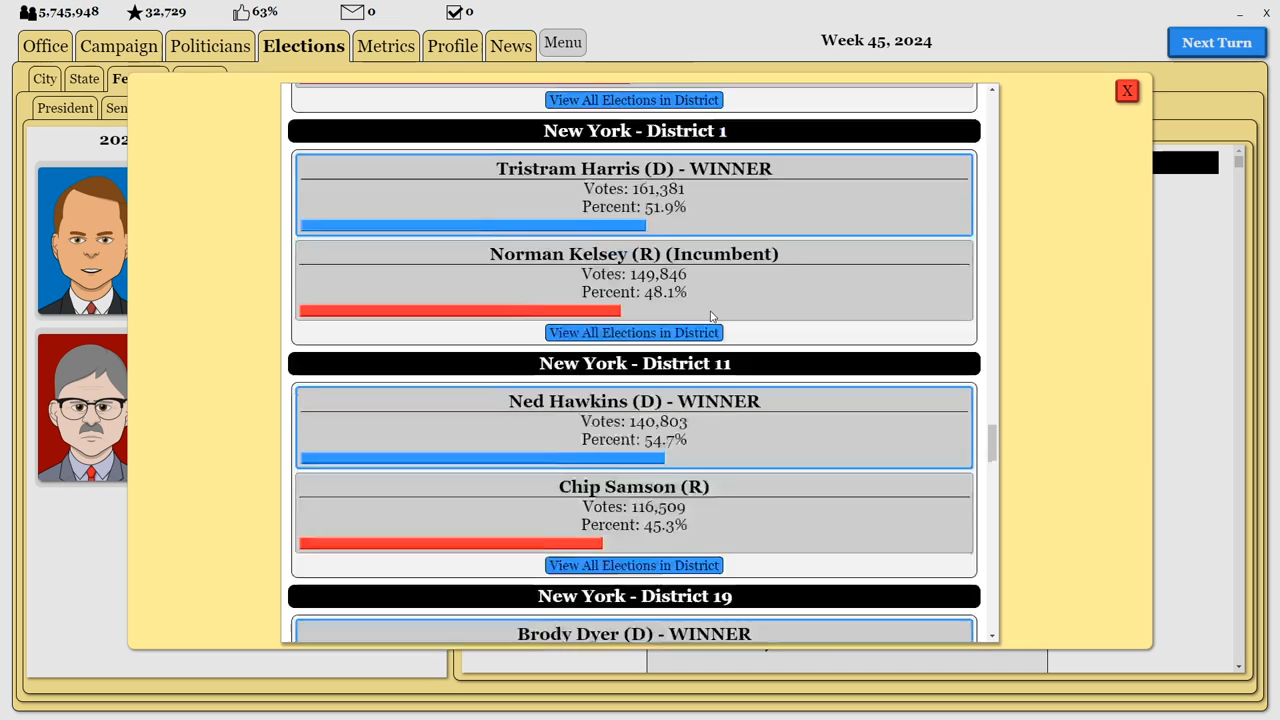 5,745,948 32,729 63% 0 0 _ X
Office Campaign Politicians Elections Metrics Profile News Menu Week 45, 2024 Next Turn
City State Fe
President Sen
202
X
View All Elections in District
New York - District 1
Tristram Harris (D) - WINNER
Votes: 161,381
Percent: 51.9%
Norman Kelsey (R) (Incumbent)
Votes: 149,846
Percent: 48.1%
View All Elections in District
New York - District 11
Ned Hawkins (D) - WINNER
Votes: 140,803
Percent: 54.7%
Chip Samson (R)
Votes: 116,509
Percent: 45.3%
View All Elections in District
New York - District 19
Brody Dyer (D) - WINNER